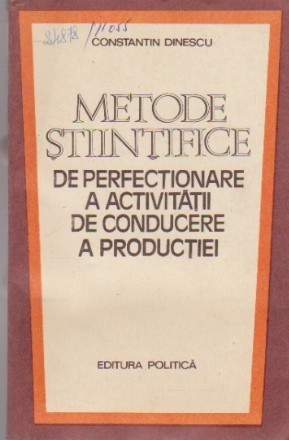 CONSTANTIN DINESCU
METODE
ȘTIINȚIFICE
DE PERFECȚIONARE
A ACTIVITĂȚII
DE CONDUCERE
A PRODUCȚIEI
EDITURA POLITICĂ